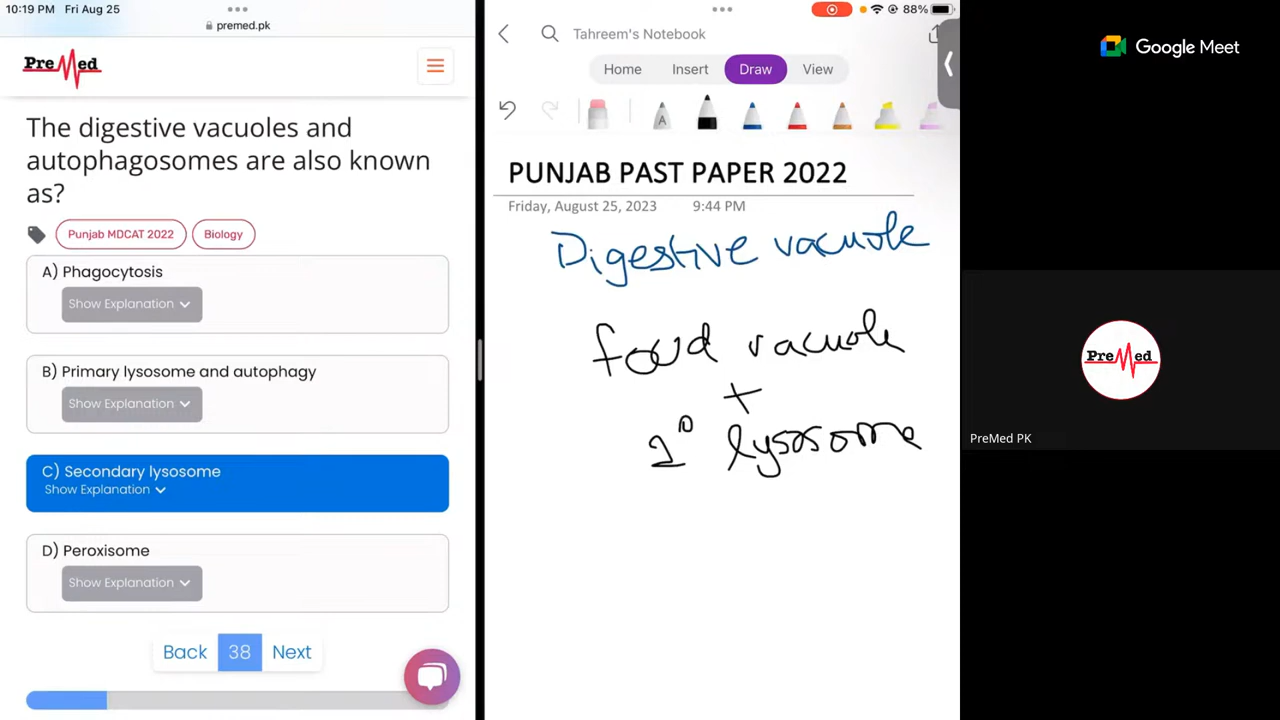 10:19 PM Fri Aug 25
premed.pk
PreMed
The digestive vacuoles and
autophagosomes are also known
as?
Punjab MDCAT 2022
Biology
A) Phagocytosis
Show Explanation
B) Primary lysosome and autophagy
Show Explanation
C) Secondary lysosome
Show Explanation
D) Peroxisome
Show Explanation
Back 38 Next
88%
Tahreem's Notebook
Home Insert Draw View
A
PUNJAB PAST PAPER 2022
Friday, August 25, 2023 9:44 PM
Digestive vacuole
food vacuole
+
1° lysosome
Google Meet
PreMed
PreMed PK